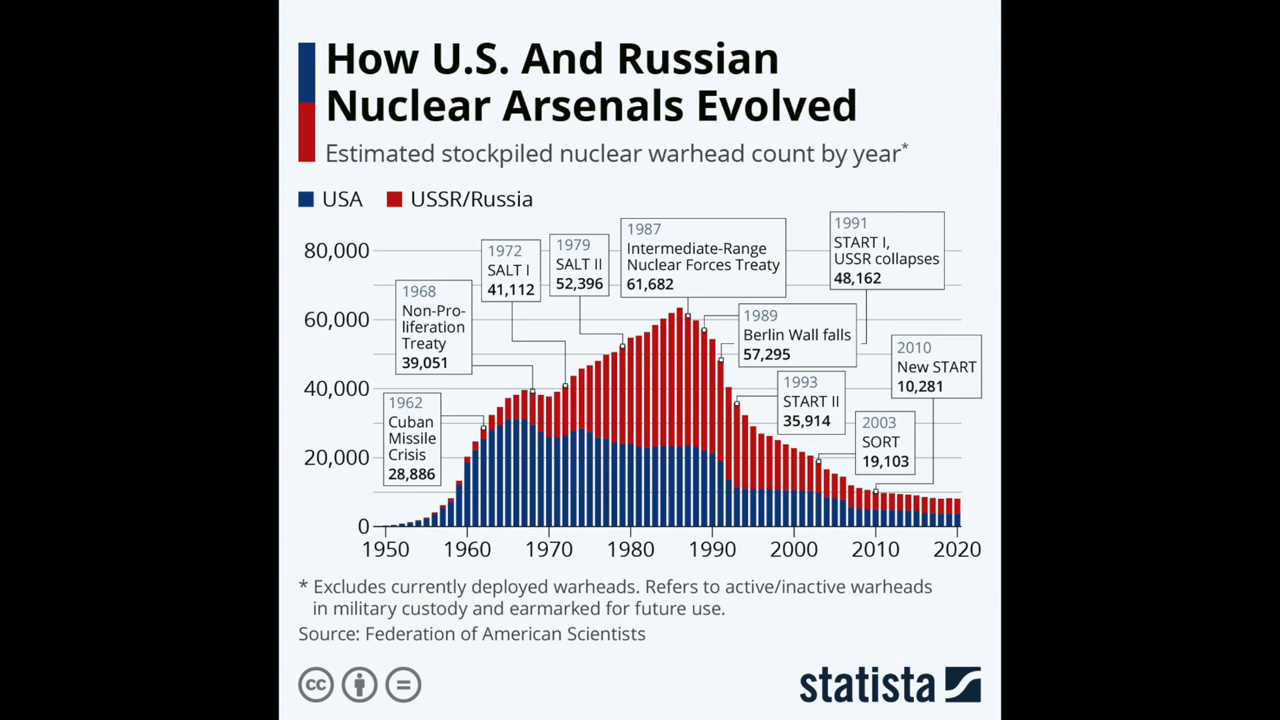 How U.S. And Russian
Nuclear Arsenals Evolved
Estimated stockpiled nuclear warhead count by year*
USA USSR/Russia
80,000
60,000
40,000
20,000
0
1950 1960 1970 1980 1990 2000 2010 2020
1962
Cuban
Missile
Crisis
28,886
1968
Non-Pro-
liferation
Treaty
39,051
1972
SALT I
41,112
1979
SALT II
52,396
1987
Intermediate-Range
Nuclear Forces Treaty
61,682
1989
Berlin Wall falls
57,295
1991
START I,
USSR collapses
48,162
1993
START II
35,914
2003
SORT
19,103
2010
New START
10,281
* Excludes currently deployed warheads. Refers to active/inactive warheads
in military custody and earmarked for future use.
Source: Federation of American Scientists
cc
statista